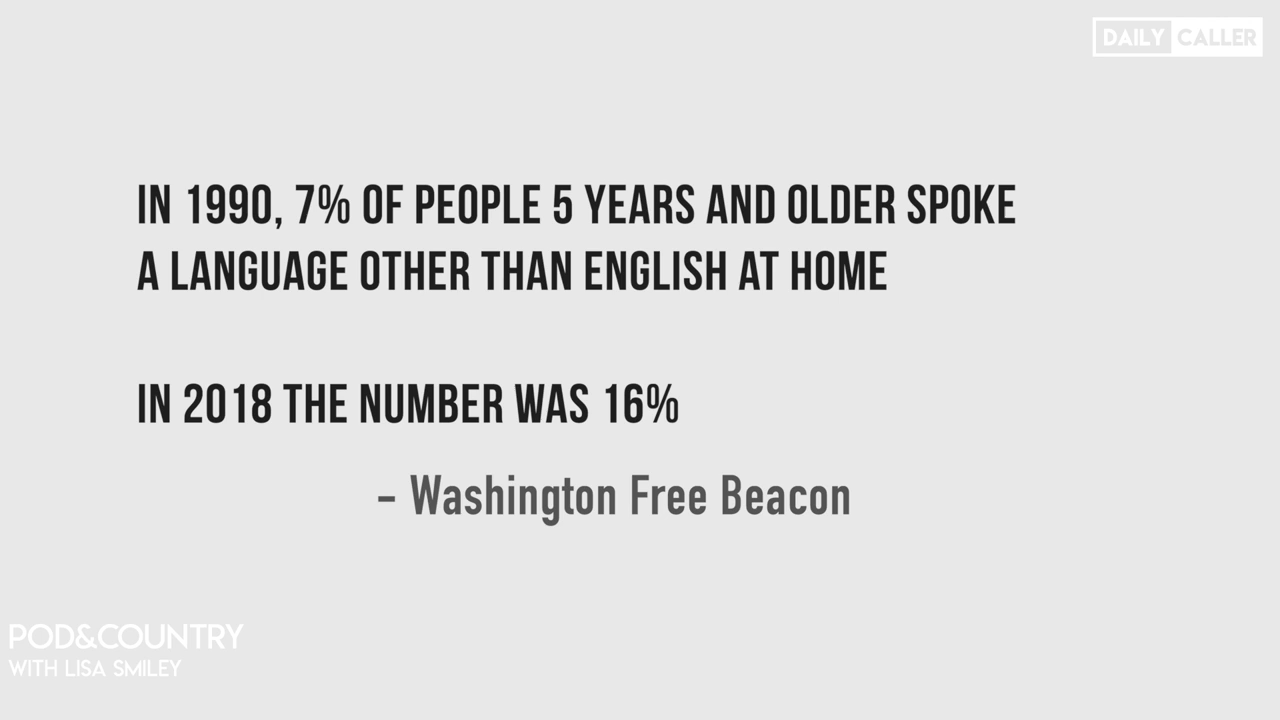 DAILY CALLER
IN 1990, 7% OF PEOPLE 5 YEARS AND OLDER SPOKE
A LANGUAGE OTHER THAN ENGLISH AT HOME
IN 2018 THE NUMBER WAS 16%
- Washington Free Beacon
POD&COUNTRY
WITH LISA SMILEY